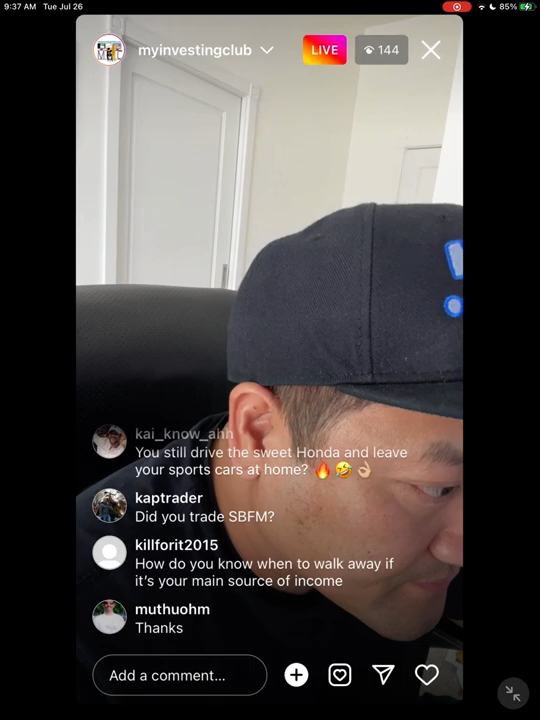 9:37 AM Tue Jul 26
85%
myinvestingclub
LIVE
144
kai_know_ahh
You still drive the sweet Honda and leave
your sports cars at home? 🔥 🤣 👌🏼
kaptrader
Did you trade SBFM?
killforit2015
How do you know when to walk away if
it's your main source of income
muthuohm
Thanks
Add a comment...